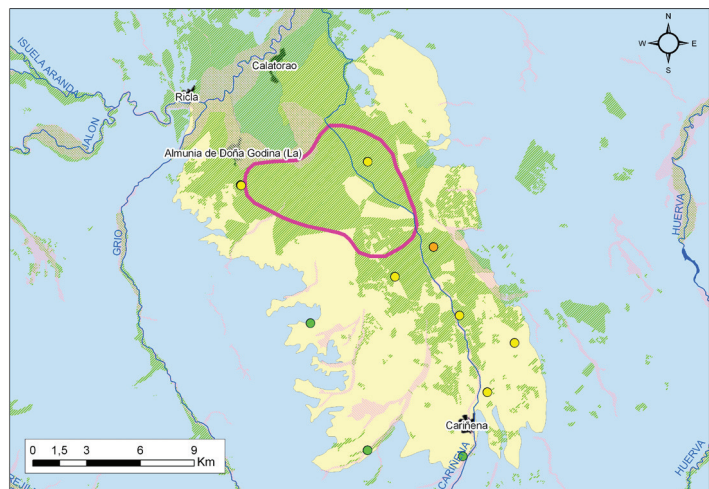 N
W
E
S
ISUELA ARANDA
Calatorao
Ricla
JALON
Almunia de Doña Godina (La)
HUERVA
GRIO
Cariñena
0 1,5 3 6 9
Km
CARIÑENA
HUERVA